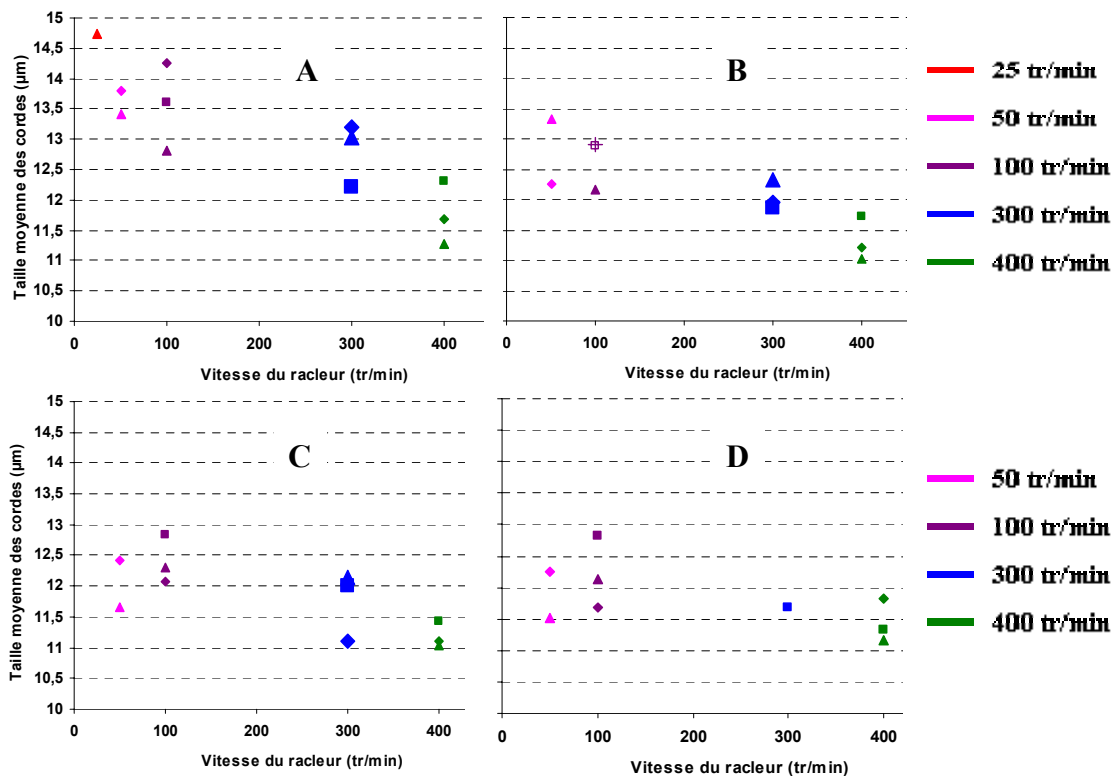 15
14,5
14
13,5
13
12,5
12
11,5
11
10,5
10
Taille moyenne des cordes (µm)
A
0 100 200 300 400
Vitesse du racleur (tr/min)
B
0 100 200 300 400
Vitesse du racleur (tr/min)
25 tr/min
50 tr/min
100 tr/min
300 tr/min
400 tr/min
15
14,5
14
13,5
13
12,5
12
11,5
11
10,5
10
Taille moyenne des cordes (µm)
C
0 100 200 300 400
Vitesse du racleur (tr/min)
D
0 100 200 300 400
Vitesse du racleur (tr/min)
50 tr/min
100 tr/min
300 tr/min
400 tr/min